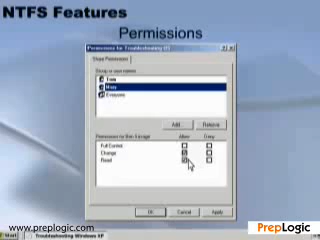 NTFS Features
Permissions
Permissions for Troubleshooting XP
Share Permissions
Group or user names:
Tom
Mary
Everyone
Add...
Remove
Allow
Deny
Full Control
Change
Read
OK
Cancel
Apply
www.preplogic.com
PrepLogic
Start
Troubleshooting Windows XP